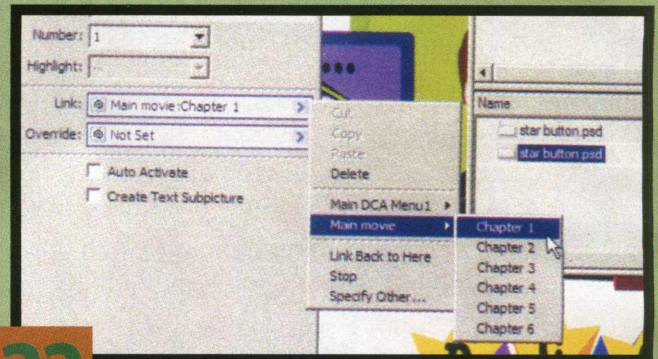 Number: 1
Highlight: --
Link: Main movie:Chapter 1
Override: Not Set
Auto Activate
Create Text Subpicture
Cut
Copy
Paste
Delete
Main DCA Menu1
Main movie
Link Back to Here
Stop
Specify Other...
Chapter 1
Chapter 2
Chapter 3
Chapter 4
Chapter 5
Chapter 6
Name
star button.psd
star button.psd